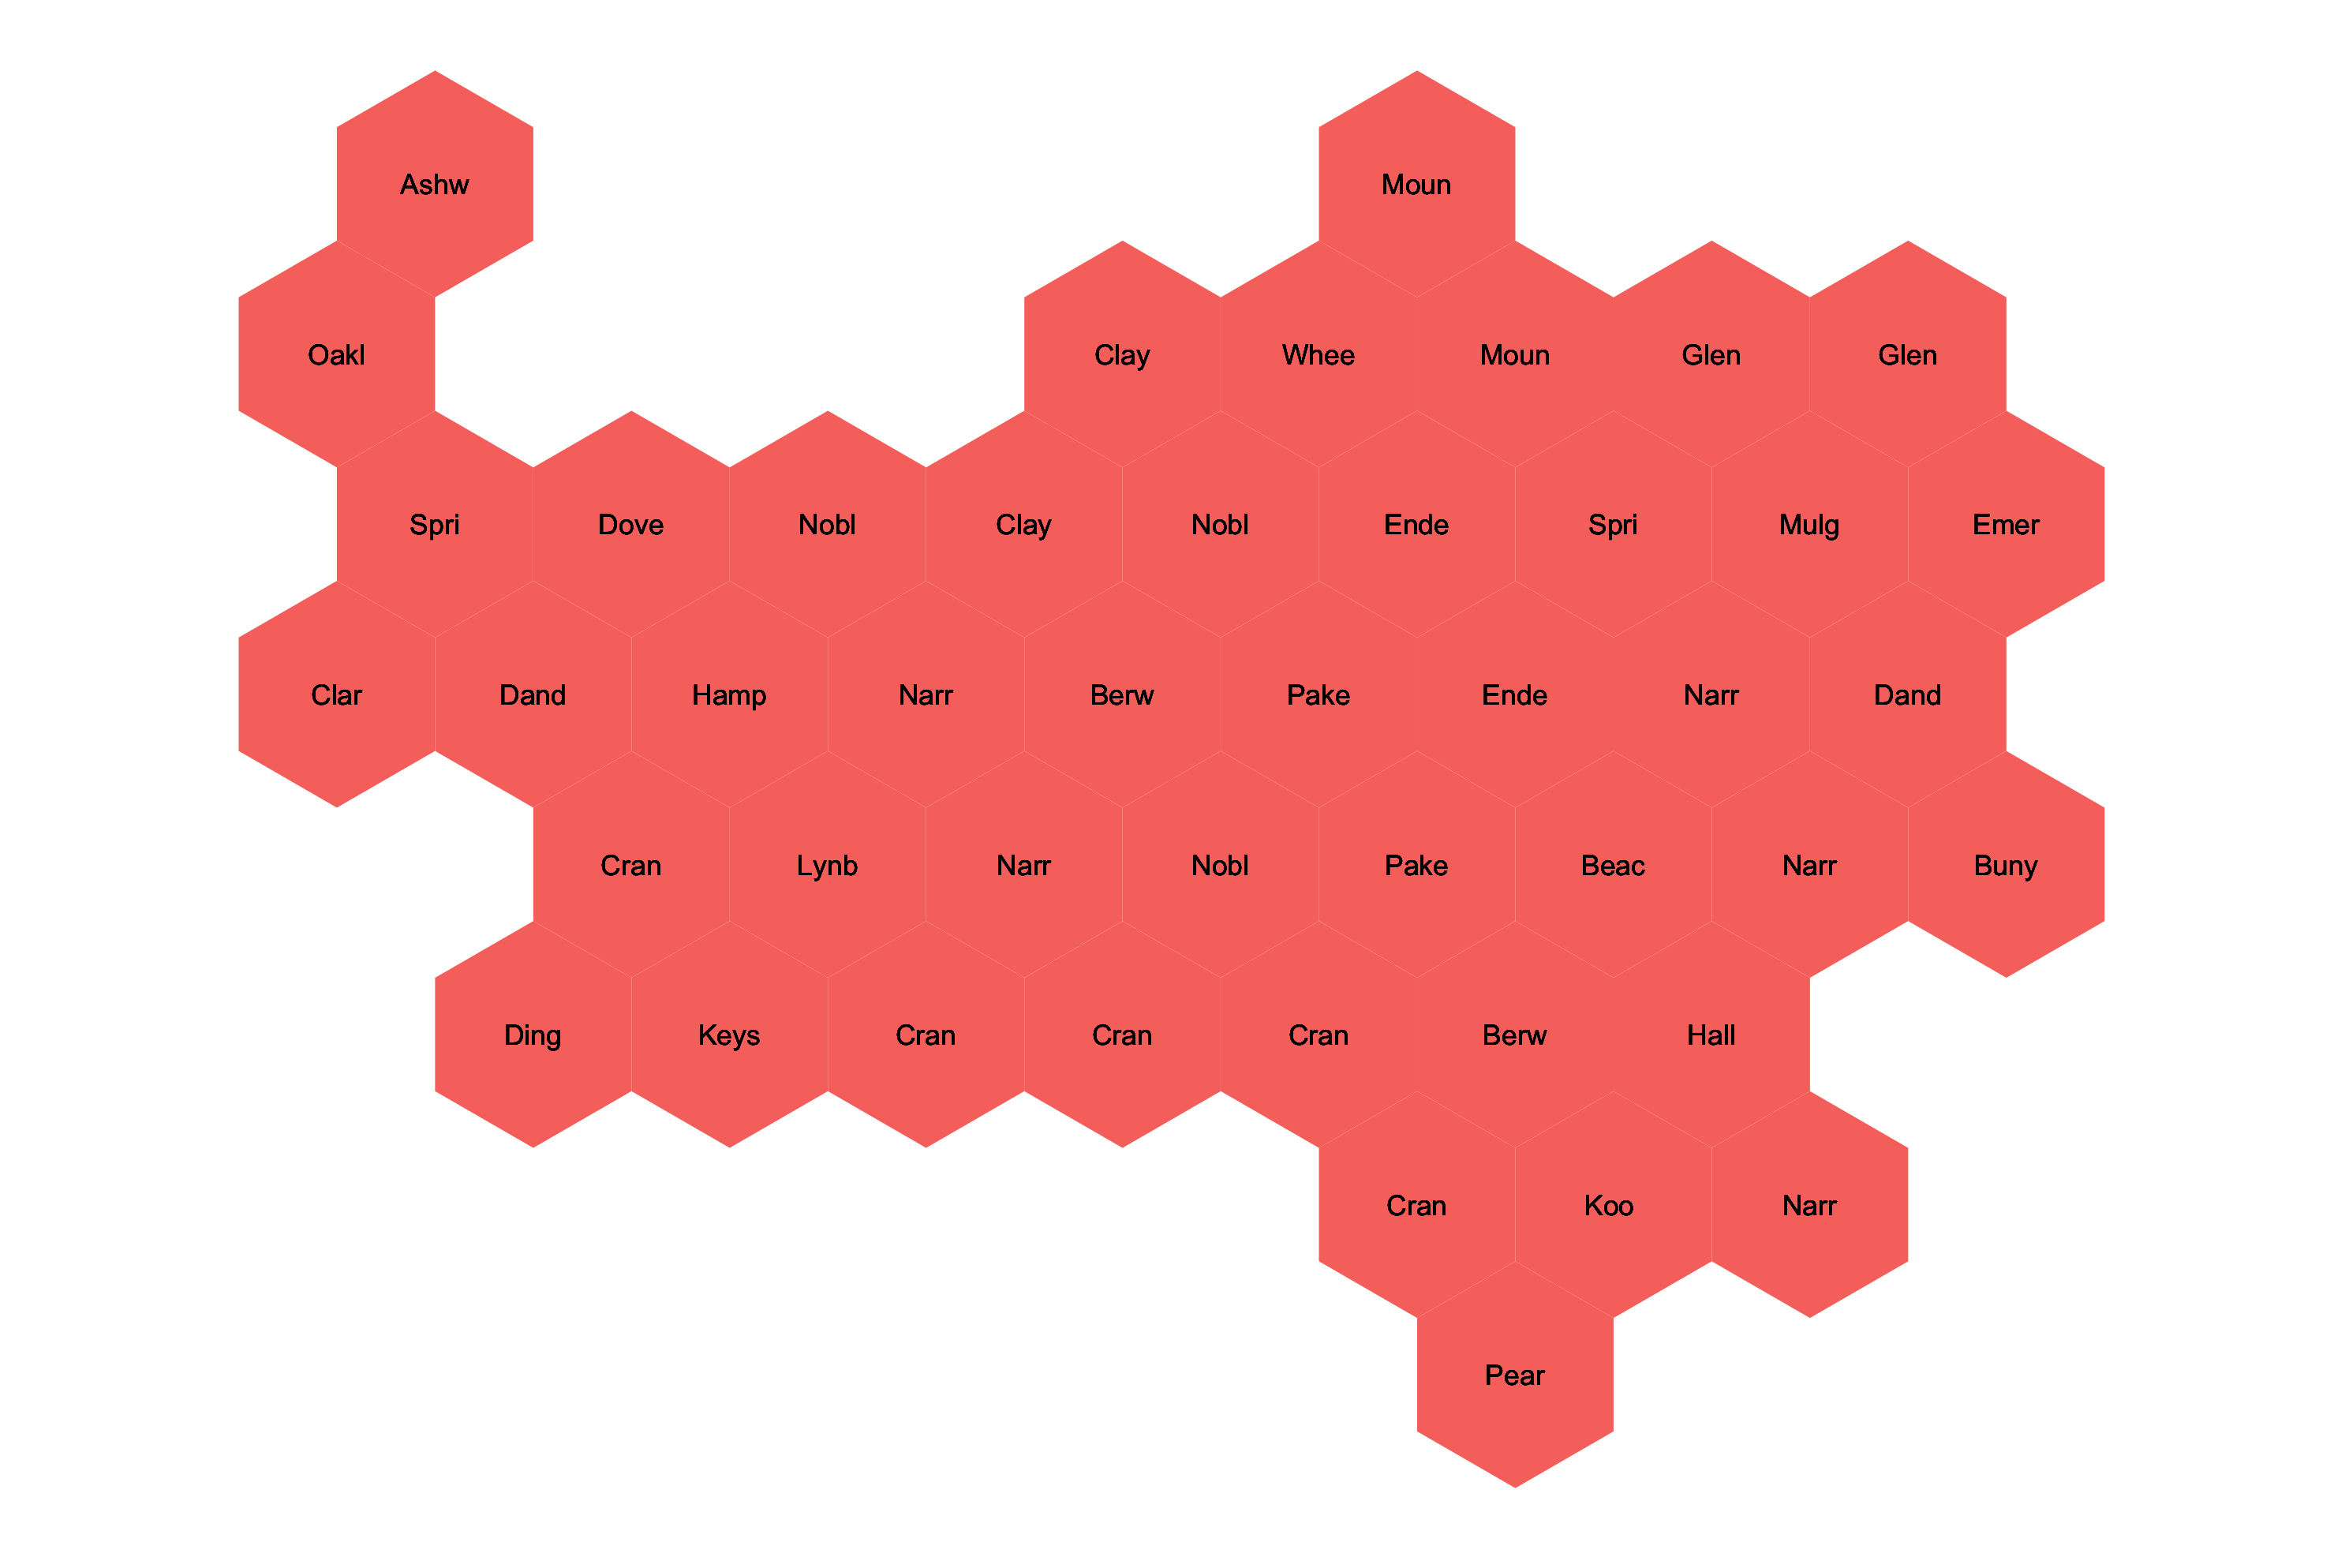 Ashw Moun
Oakl Clay Whee Moun Glen Glen
Spri Dove Nobl Clay Nobl Ende Spri Mulg Emer
Clar Dand Hamp Narr Berw Pake Ende Narr Dand
Cran Lynb Narr Nobl Pake Beac Narr Buny
Ding Keys Cran Cran Cran Berw Hall
Cran Koo Narr
Pear